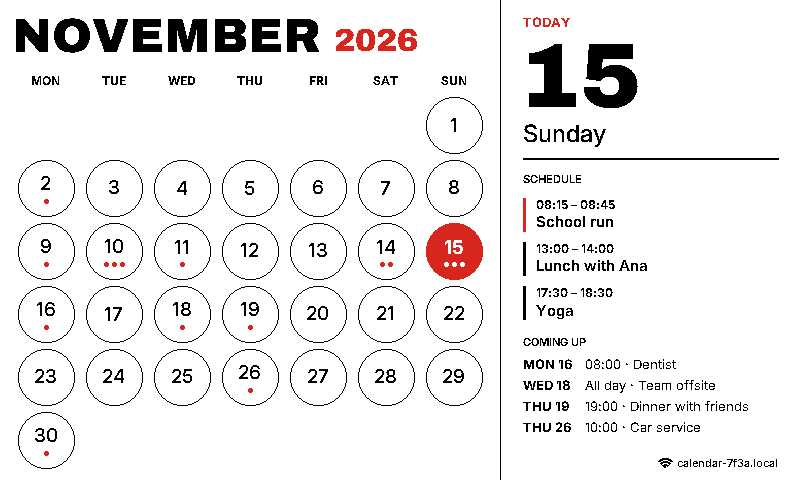 NOVEMBER 2026
MON TUE WED THU FRI SAT SUN
1
2 3 4 5 6 7 8
9 10 11 12 13 14 15
16 17 18 19 20 21 22
23 24 25 26 27 28 29
30
TODAY
15
Sunday
SCHEDULE
08:15 – 08:45
School run
13:00 – 14:00
Lunch with Ana
17:30 – 18:30
Yoga
COMING UP
MON 16 08:00 · Dentist
WED 18 All day · Team offsite
THU 19 19:00 · Dinner with friends
THU 26 10:00 · Car service
calendar-7f3a.local